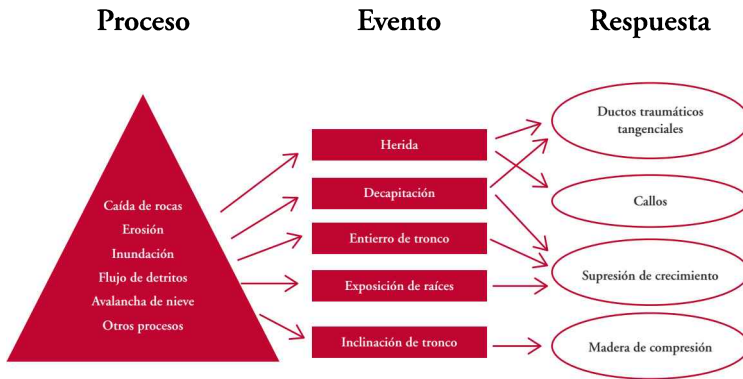 Proceso
Evento
Respuesta
Caída de rocas
Erosión
Inundación
Flujo de detritos
Avalancha de nieve
Otros procesos
Herida
Decapitación
Entierro de tronco
Exposición de raíces
Inclinación de tronco
Ductos traumáticos
tangenciales
Callos
Supresión de crecimiento
Madera de compresión